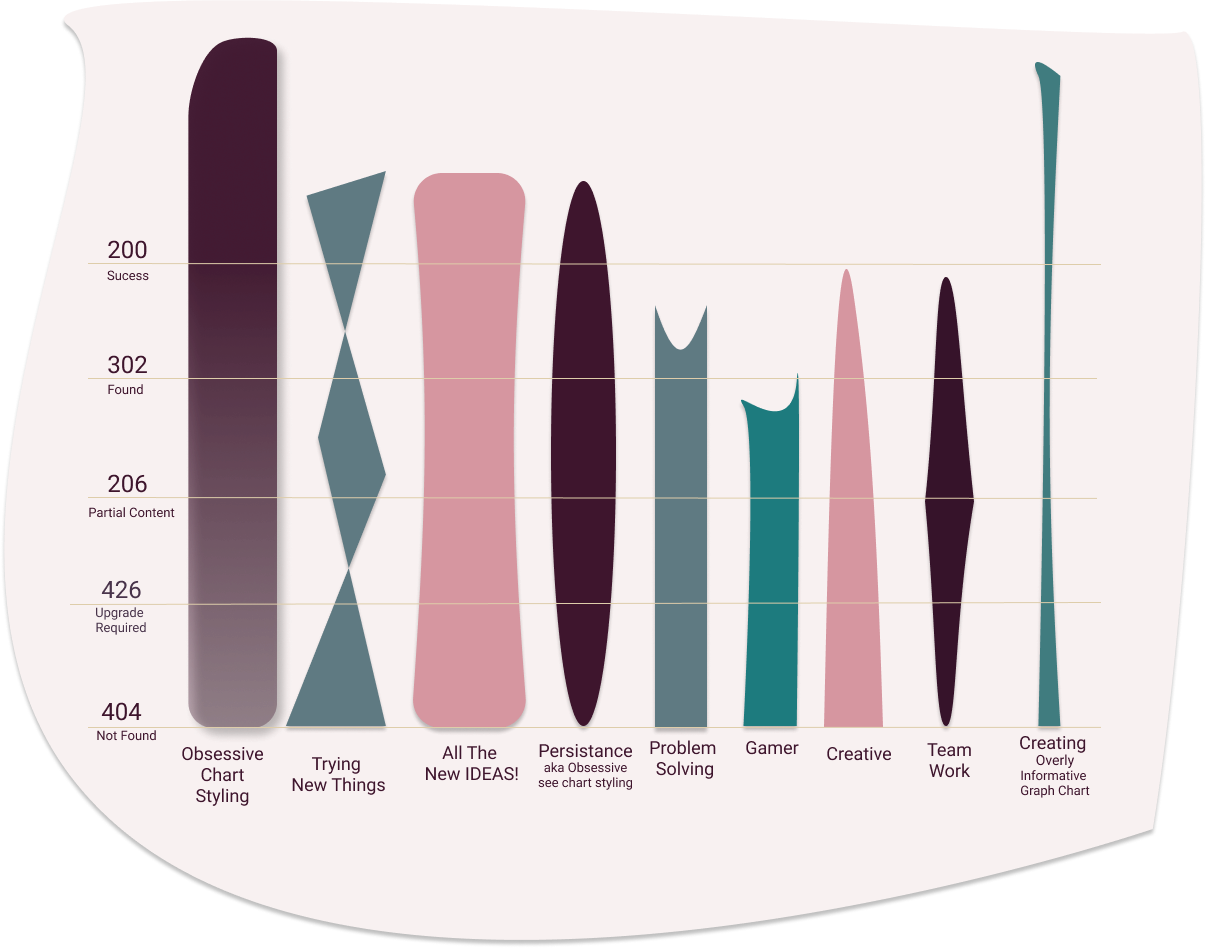 200
Sucess
302
Found
206
Partial Content
426
Upgrade
Required
404
Not Found
Obsessive
Chart
Styling
Trying
New Things
All The
New IDEAS!
Persistance
aka Obsessive
see chart styling
Problem
Solving
Gamer
Creative
Team
Work
Creating
Overly
Informative
Graph Chart